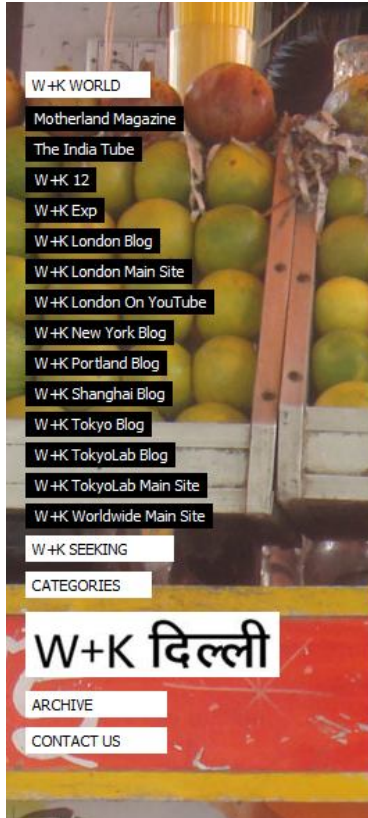 W+K WORLD
Motherland Magazine
The India Tube
W+K 12
W+K Exp
W+K London Blog
W+K London Main Site
W+K London On YouTube
W+K New York Blog
W+K Portland Blog
W+K Shanghai Blog
W+K Tokyo Blog
W+K TokyoLab Blog
W+K TokyoLab Main Site
W+K Worldwide Main Site
W+K SEEKING
CATEGORIES
W+K दिल्ली
ARCHIVE
CONTACT US